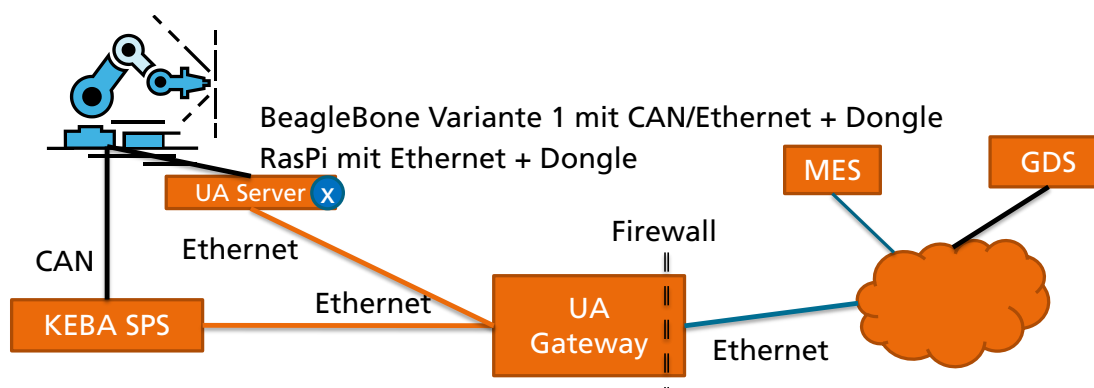 BeagleBone Variante 1 mit CAN/Ethernet + Dongle
RasPi mit Ethernet + Dongle
MES
GDS
UA Server
x
Firewall
Ethernet
CAN
Ethernet
KEBA SPS
UA
Gateway
Ethernet